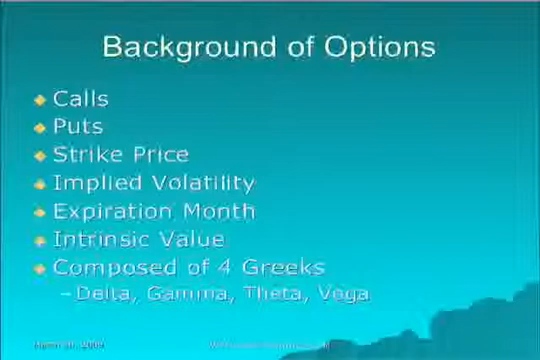 Background of Options
Calls
Puts
Strike Price
Implied Volatility
Expiration Month
Intrinsic Value
Composed of 4 Greeks
–Delta, Gamma, Theta, Vega